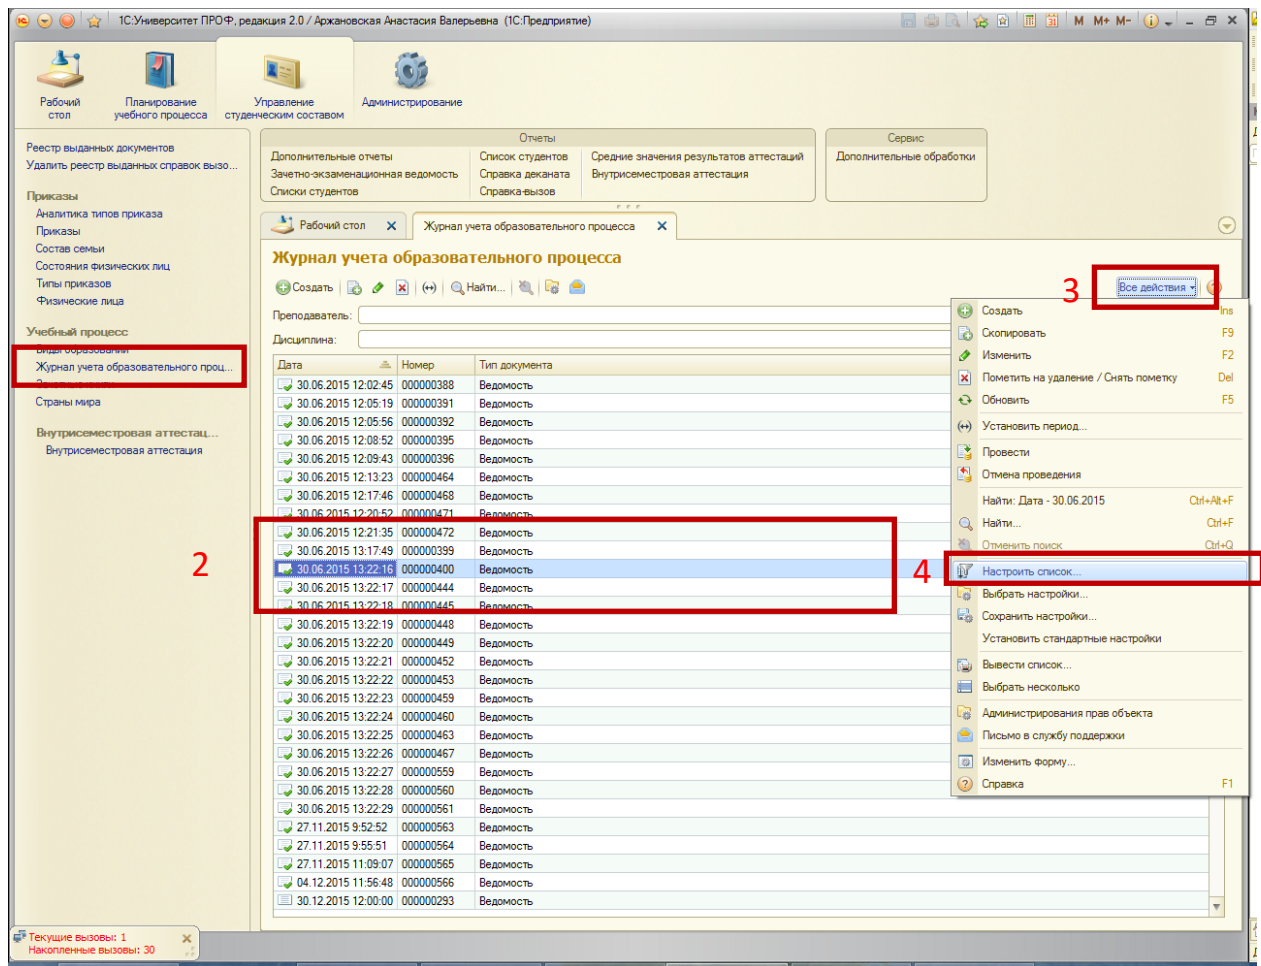 1С:Университет ПРОФ, редакция 2.0 / Аржановская Анастасия Валерьевна (1С:Предприятие)
M M+ M-
Рабочий стол
Планирование учебного процесса
Управление студенческим составом
Администрирование
Реестр выданных документов
Удалить реестр выданных справок вызо...
Приказы
Аналитика типов приказа
Приказы
Состав семьи
Состояния физических лиц
Типы приказов
Физические лица
Учебный процесс
Виды образований
Журнал учета образовательного проц...
Страны мира
Внутрисеместровая аттестац...
Внутрисеместровая аттестация
Отчеты
Дополнительные отчеты
Список студентов
Средние значения результатов аттестаций
Зачетно-экзаменационная ведомость
Справка деканата
Внутрисеместровая аттестация
Списки студентов
Справка-вызов
Сервис
Дополнительные обработки
Рабочий стол
Журнал учета образовательного процесса
Журнал учета образовательного процесса
Создать
Найти...
3
Все действия
Преподаватель:
Дисциплина:
Дата Номер Тип документа
30.06.2015 12:02:45 000000388 Ведомость
30.06.2015 12:05:19 000000391 Ведомость
30.06.2015 12:05:56 000000392 Ведомость
30.06.2015 12:08:52 000000395 Ведомость
30.06.2015 12:09:43 000000396 Ведомость
30.06.2015 12:13:23 000000464 Ведомость
30.06.2015 12:17:46 000000468 Ведомость
30.06.2015 12:20:52 000000471 Ведомость
30.06.2015 12:21:35 000000472 Ведомость
30.06.2015 13:17:49 000000399 Ведомость
2
30.06.2015 13:22:16 000000400 Ведомость
30.06.2015 13:22:17 000000444 Ведомость
30.06.2015 13:22:18 000000445 Ведомость
30.06.2015 13:22:19 000000448 Ведомость
30.06.2015 13:22:20 000000449 Ведомость
30.06.2015 13:22:21 000000452 Ведомость
30.06.2015 13:22:22 000000453 Ведомость
30.06.2015 13:22:23 000000459 Ведомость
30.06.2015 13:22:24 000000460 Ведомость
30.06.2015 13:22:25 000000463 Ведомость
30.06.2015 13:22:26 000000467 Ведомость
30.06.2015 13:22:27 000000559 Ведомость
30.06.2015 13:22:28 000000560 Ведомость
30.06.2015 13:22:29 000000561 Ведомость
27.11.2015 9:52:52 000000563 Ведомость
27.11.2015 9:55:51 000000564 Ведомость
27.11.2015 11:09:07 000000565 Ведомость
04.12.2015 11:56:48 000000566 Ведомость
30.12.2015 12:00:00 000000293 Ведомость
Создать Ins
Скопировать F9
Изменить F2
Пометить на удаление / Снять пометку Del
Обновить F5
Установить период...
Провести
Отмена проведения
Найти: Дата - 30.06.2015 Ctrl+Alt+F
Найти... Ctrl+F
Отменить поиск Ctrl+Q
4
Настроить список...
Выбрать настройки...
Сохранить настройки...
Установить стандартные настройки
Вывести список...
Выбрать несколько
Администрирования прав объекта
Письмо в службу поддержки
Изменить форму...
Справка F1
Текущие вызовы: 1
Накопленные вызовы: 30